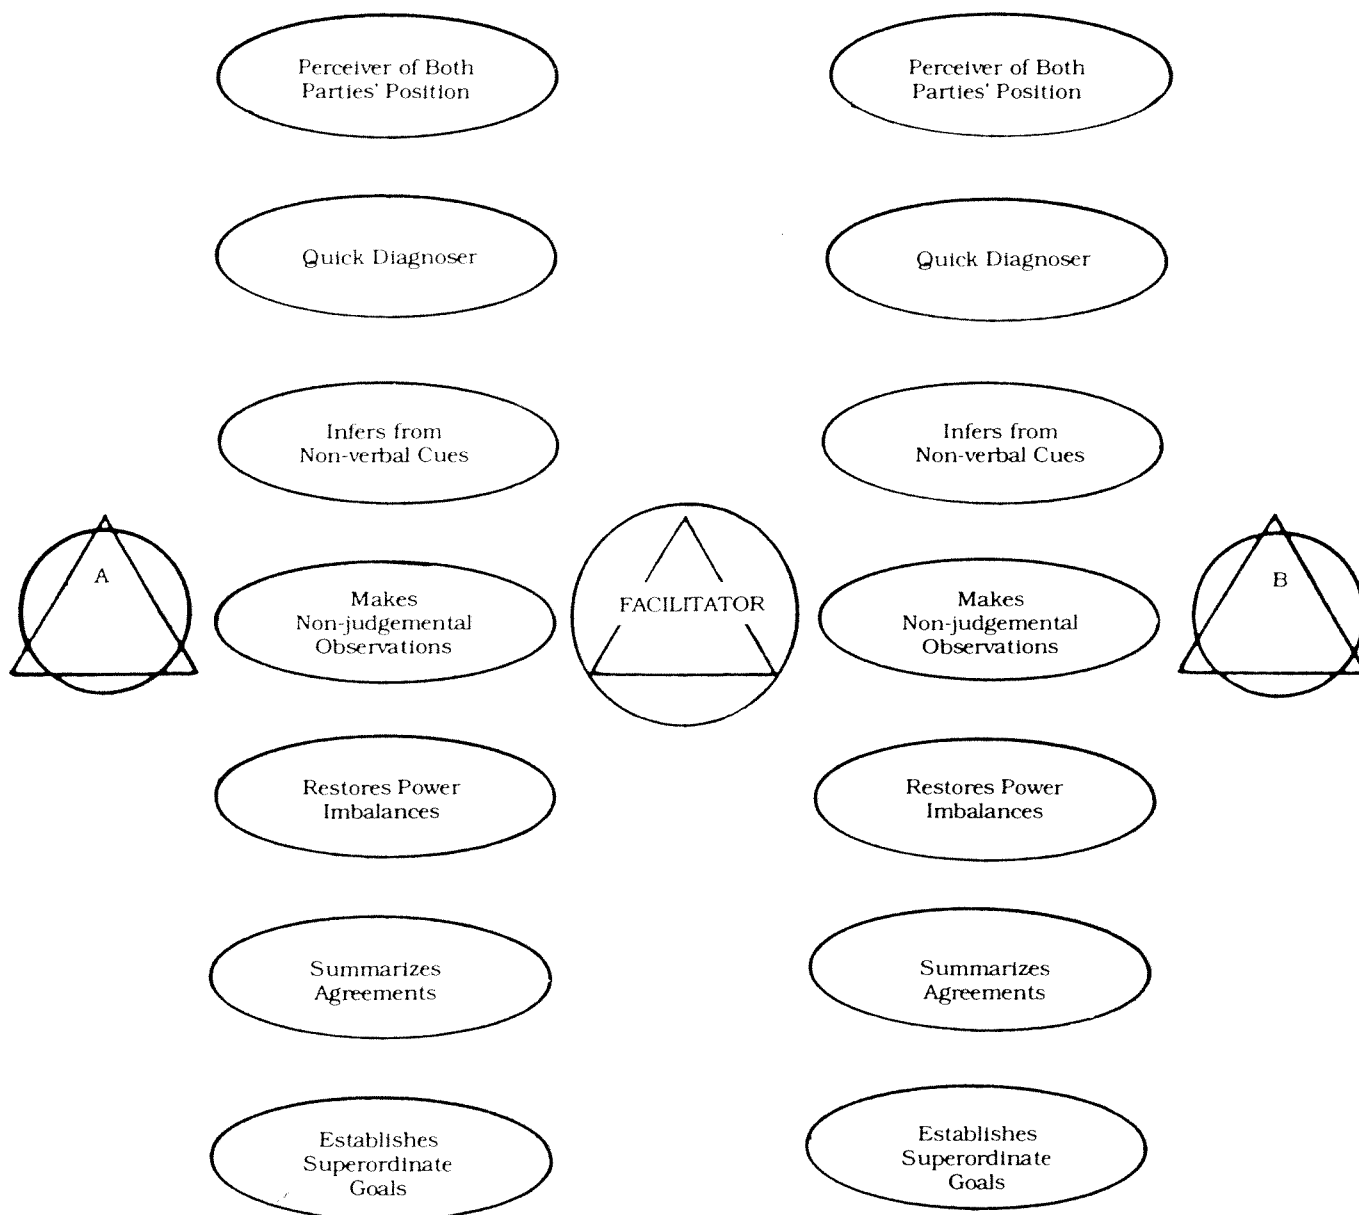 Perceiver of Both
Parties' Position
Perceiver of Both
Parties' Position
Quick Diagnoser
Quick Diagnoser
Infers from
Non-verbal Cues
Infers from
Non-verbal Cues
A
Makes
Non-judgemental
Observations
FACILITATOR
Makes
Non-judgemental
Observations
B
Restores Power
Imbalances
Restores Power
Imbalances
Summarizes
Agreements
Summarizes
Agreements
Establishes
Superordinate
Goals
Establishes
Superordinate
Goals